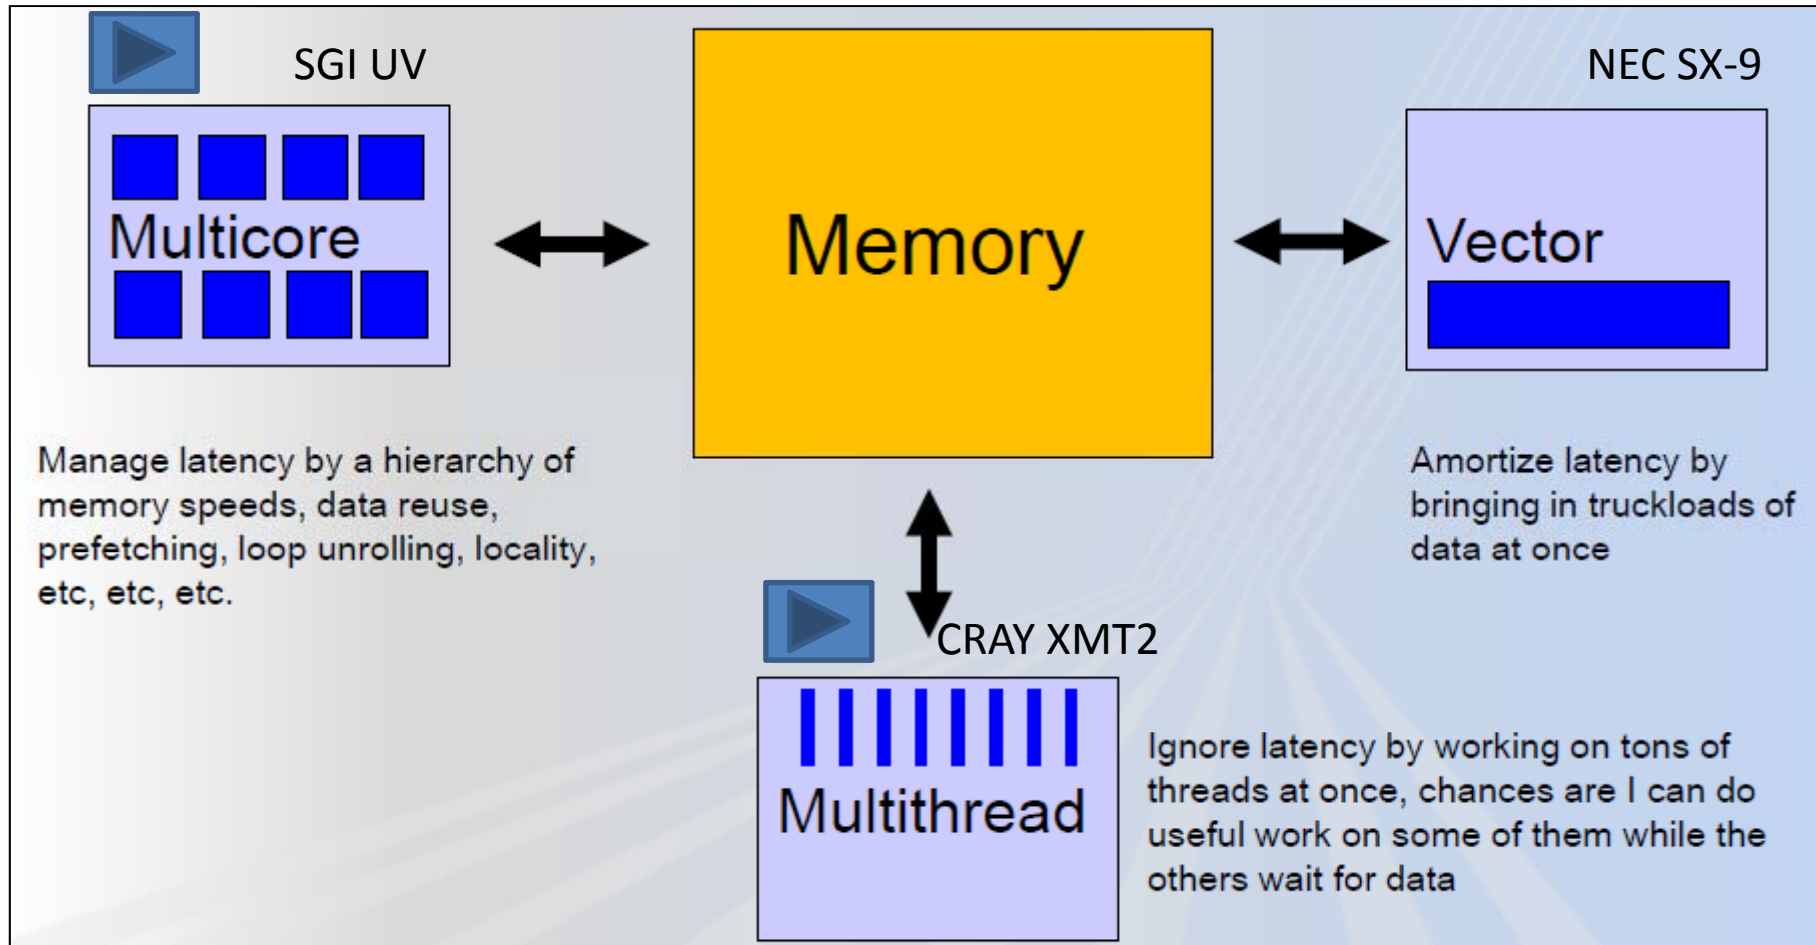 SGI UV
Multicore
Manage latency by a hierarchy of
memory speeds, data reuse,
prefetching, loop unrolling, locality,
etc, etc, etc.
Memory
NEC SX-9
Vector
Amortize latency by
bringing in truckloads of
data at once
CRAY XMT2
Multithread
Ignore latency by working on tons of
threads at once, chances are I can do
useful work on some of them while the
others wait for data